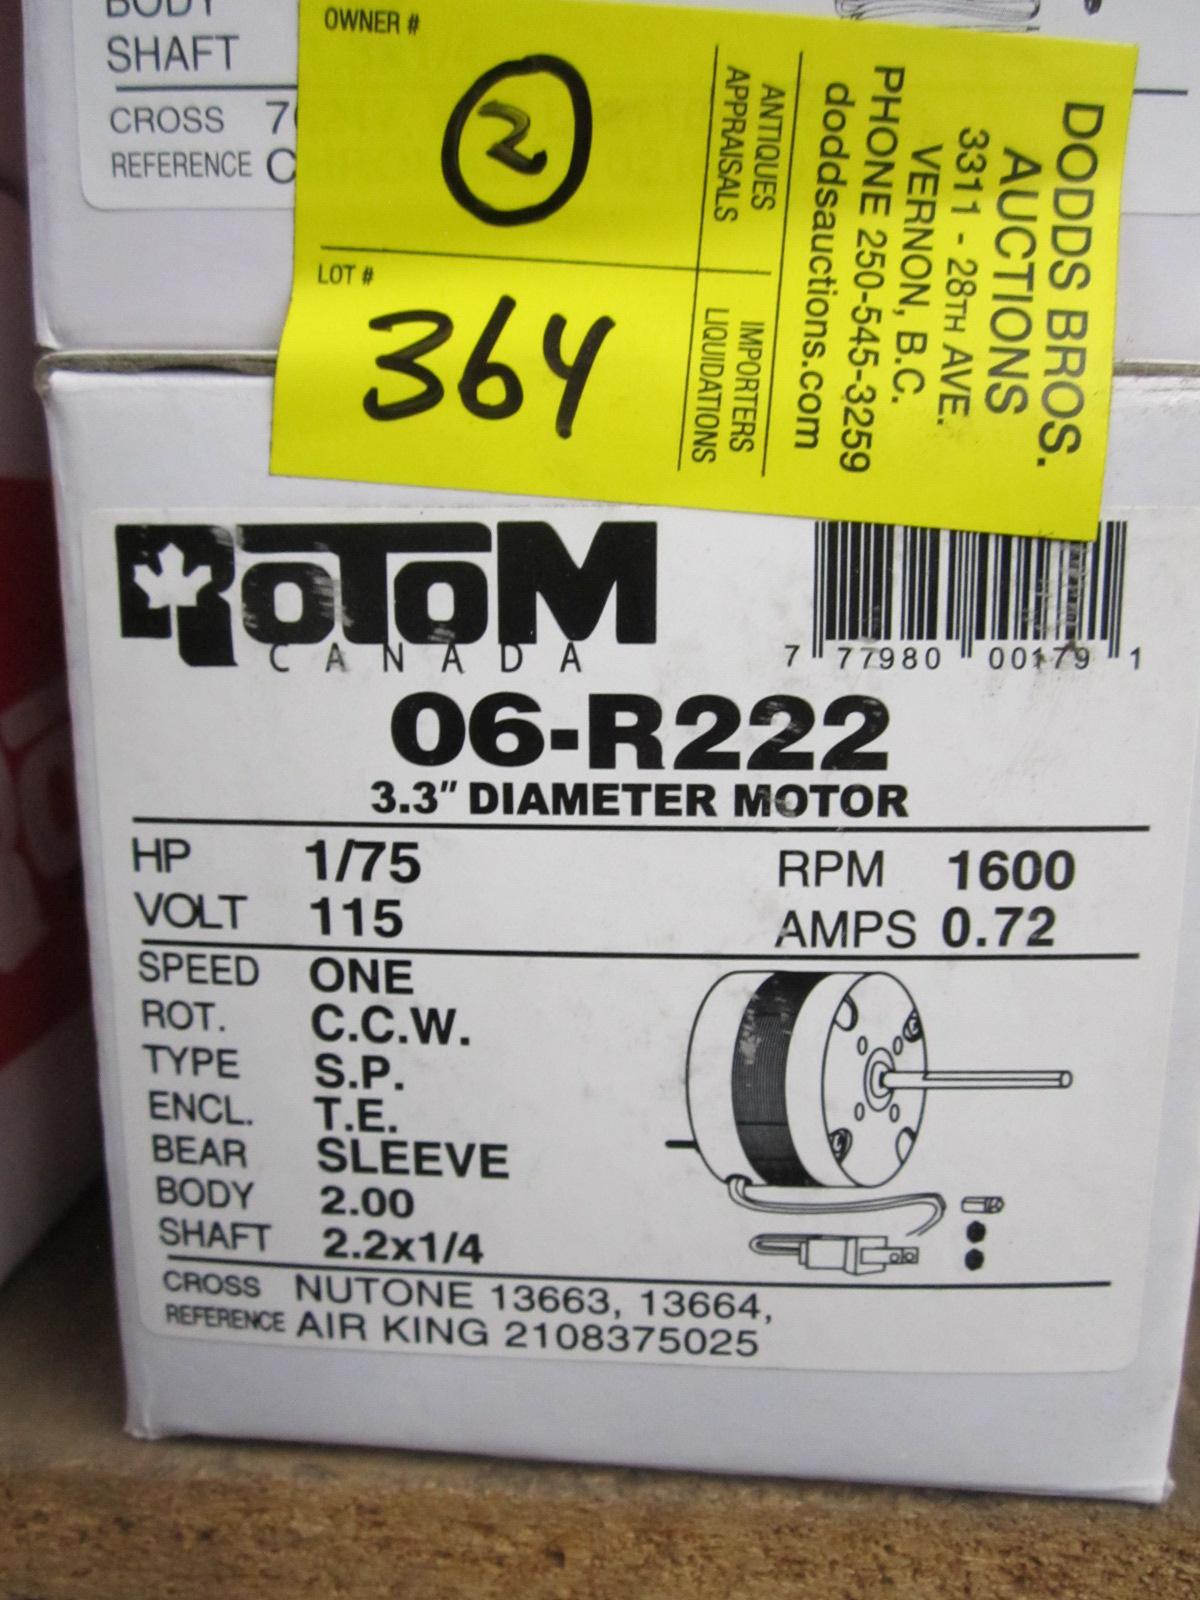 BODY
SHAFT
CROSS
REFERENCE
OWNER #
2
LOT #
364
ANTIQUES
APPRAISALS
IMPORTERS
LIQUIDATIONS
DODDS BROS.
AUCTIONS
3311 - 28TH AVE.
VERNON, B.C.
PHONE 250-545-3259
doddsauctions.com
ROTOM
CANADA
7 77980 00179 1
06-R222
3.3" DIAMETER MOTOR
HP 1/75 RPM 1600
VOLT 115 AMPS 0.72
SPEED ONE
ROT. C.C.W.
TYPE S.P.
ENCL. T.E.
BEAR SLEEVE
BODY 2.00
SHAFT 2.2x1/4
CROSS NUTONE 13663, 13664,
REFERENCE AIR KING 2108375025